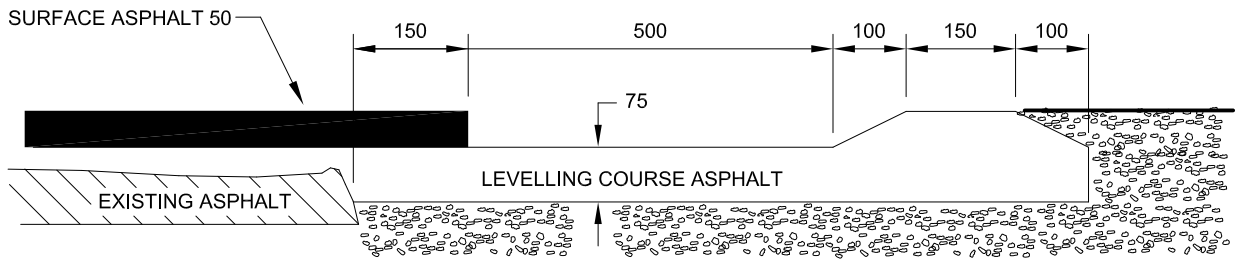 SURFACE ASPHALT 50
150
500
100
150
100
75
LEVELLING COURSE ASPHALT
EXISTING ASPHALT